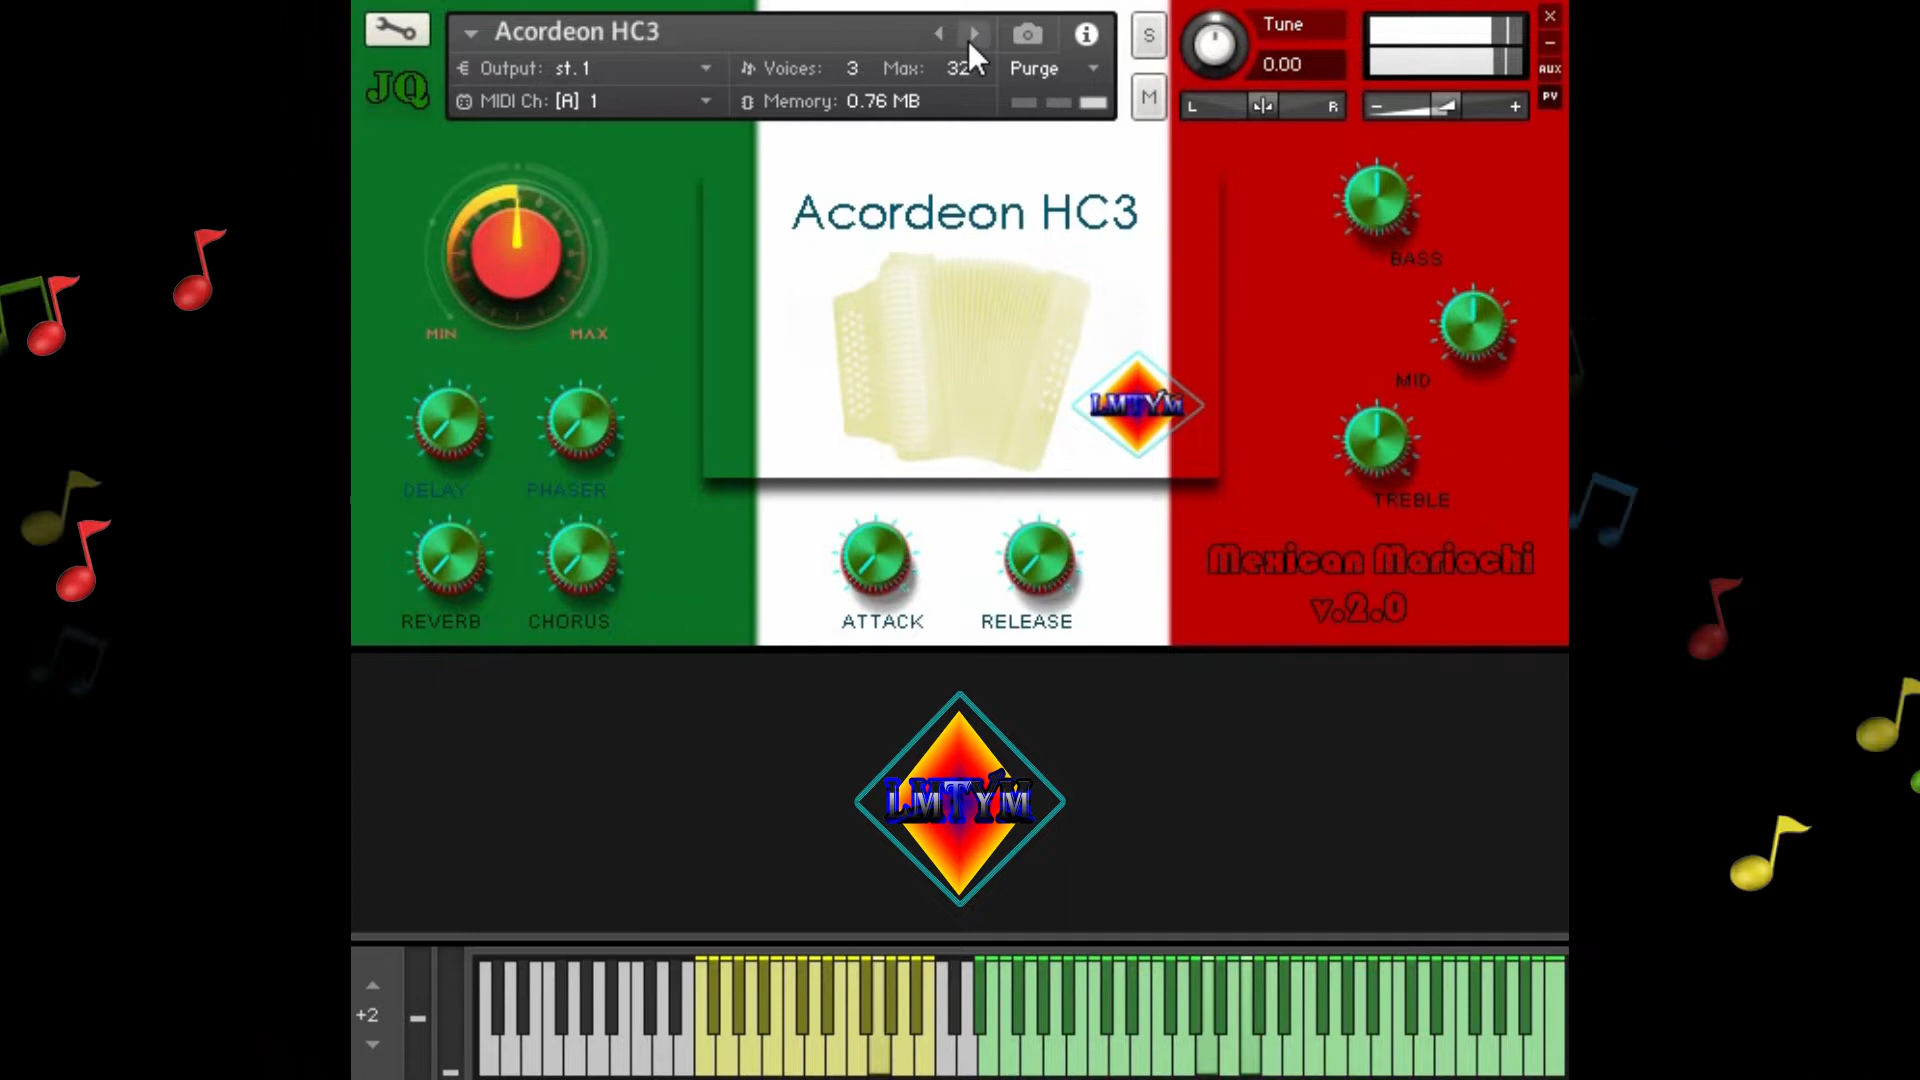 Acordeon HC3
Output: st. 1
Voices: 3 Max: 32
Purge
MIDI Ch: [A] 1
Memory: 0.76 MB
JQ
S
M
Tune
0.00
L R
- +
x
-
AUX
PV
Acordeon HC3
LMTYM
MIN MAX
DELAY PHASER
REVERB CHORUS
ATTACK RELEASE
BASS
MID
TREBLE
Mexican Mariachi
v.2.0
LMTYM
+2